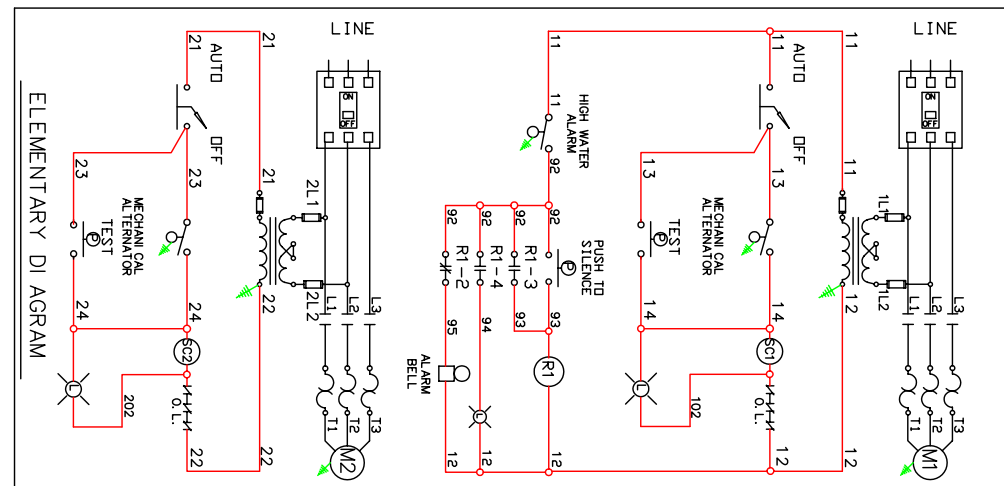 LINE
ON
OFF
2L1
2L2
L1
L2
L3
T1
T2
T3
M2
21
21
21
22
22
22
AUTO
OFF
23
23
MECHANI CAL
ALTERNATOR
TEST
P
24
24
SC2
O.L.
L
202
ELEMENTARY DI AGRAM
LINE
ON
OFF
1L1
1L2
L1
L2
L3
T1
T2
T3
M1
11
11
11
11
12
12
12
AUTO
OFF
13
13
MECHANI CAL
ALTERNATOR
TEST
P
14
14
SC1
O.L.
L
102
HIGH WATER
ALARM
92
92
92
92
92
PUSH TO
SILENCE
P
R1-3
R1-4
R1-2
93
93
94
95
R1
L
ALARM
BELL
12
12
12